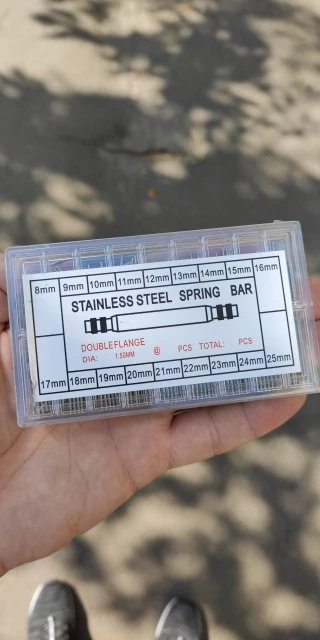 8mm 9mm 10mm 11mm 12mm 13mm 14mm 15mm 16mm
STAINLESS STEEL SPRING BAR
DOUBLEFLANGE
DIA: 1.50MM @ PCS TOTAL: PCS
17mm 18mm 19mm 20mm 21mm 22mm 23mm 24mm 25mm